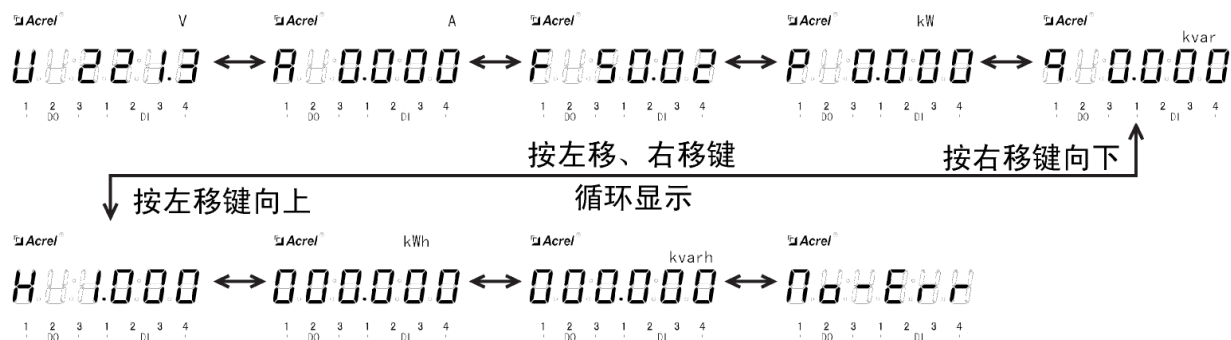 Acrel® V
U 221.3
1 2 3 1 2 3 4
DO DI
Acrel® A
A 0.000
1 2 3 1 2 3 4
DO DI
Acrel®
F 50.02
1 2 3 1 2 3 4
DO DI
Acrel® kW
P 0.000
1 2 3 1 2 3 4
DO DI
Acrel® kvar
q 0.000
1 2 3 1 2 3 4
DO DI
按左移、右移键
按右移键向下
按左移键向上
循环显示
Acrel®
H 1.000
1 2 3 1 2 3 4
DO DI
Acrel® kWh
000.000
1 2 3 1 2 3 4
DO DI
Acrel® kvarh
000.000
1 2 3 1 2 3 4
DO DI
Acrel®
no-Err
1 2 3 1 2 3 4
DO DI